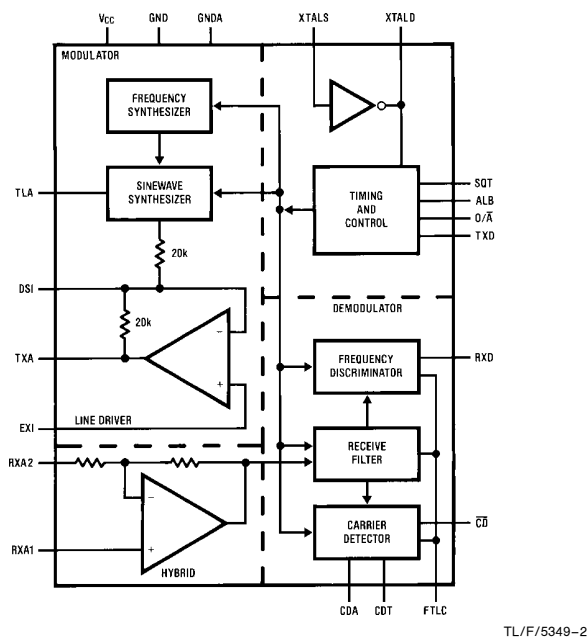 VCC GND GNDA XTALS XTALD
MODULATOR
FREQUENCY
SYNTHESIZER
TLA
SINEWAVE
SYNTHESIZER
TIMING
AND
CONTROL
SQT
ALB
O/A̅
TXD
20k
DSI
20k
DEMODULATOR
TXA
−
+
FREQUENCY
DISCRIMINATOR
RXD
EXI
LINE DRIVER
RXA2
RECEIVE
FILTER
−
+
RXA1
HYBRID
CARRIER
DETECTOR
C̅D̅
CDA CDT FTLC
TL/F/5349–2